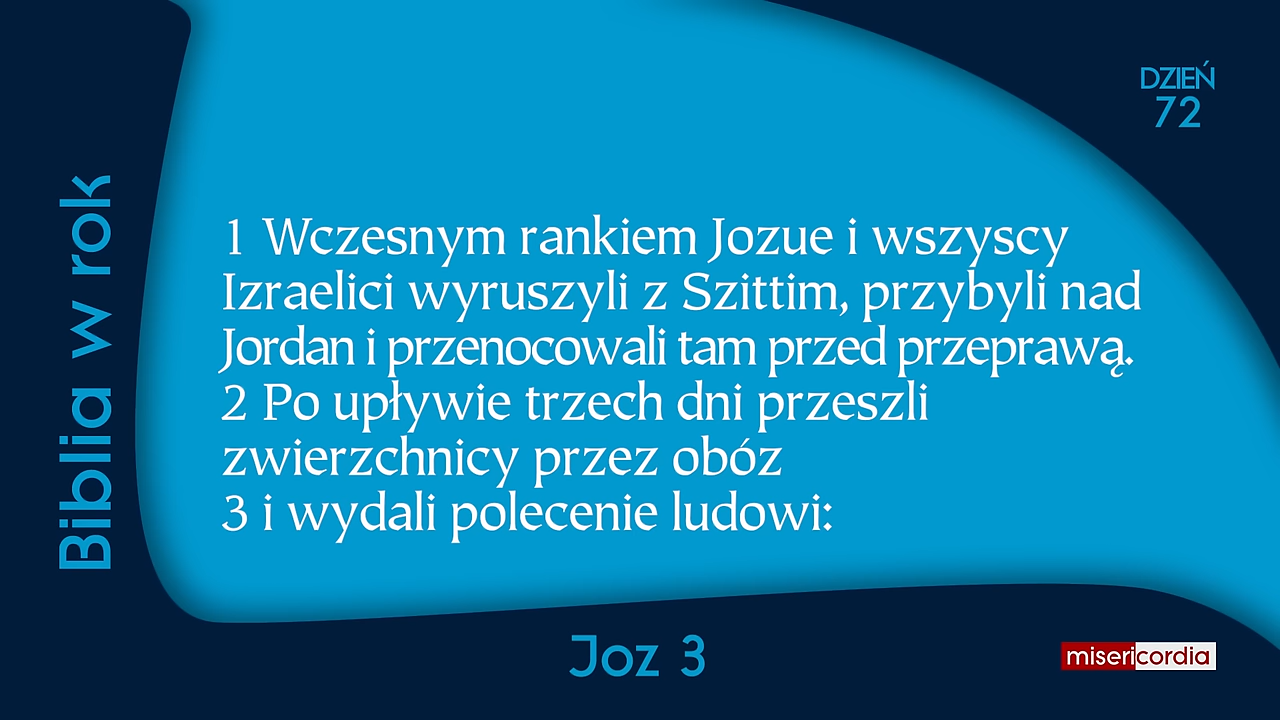 DZIEŃ
72
Biblia w rok
1 Wczesnym rankiem Jozue i wszyscy
Izraelici wyruszyli z Szittim, przybyli nad
Jordan i przenocowali tam przed przeprawą.
2 Po upływie trzech dni przeszli
zwierzchnicy przez obóz
3 i wydali polecenie ludowi:
Joz 3
misericordia